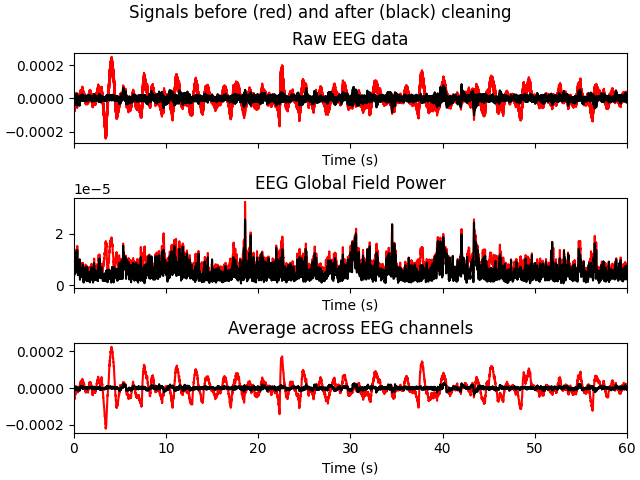 Signals before (red) and after (black) cleaning
Raw EEG data
0.0002
0.0000
−0.0002
Time (s)
EEG Global Field Power
1e−5
2
0
Time (s)
Average across EEG channels
0.0002
0.0000
−0.0002
0 10 20 30 40 50 60
Time (s)